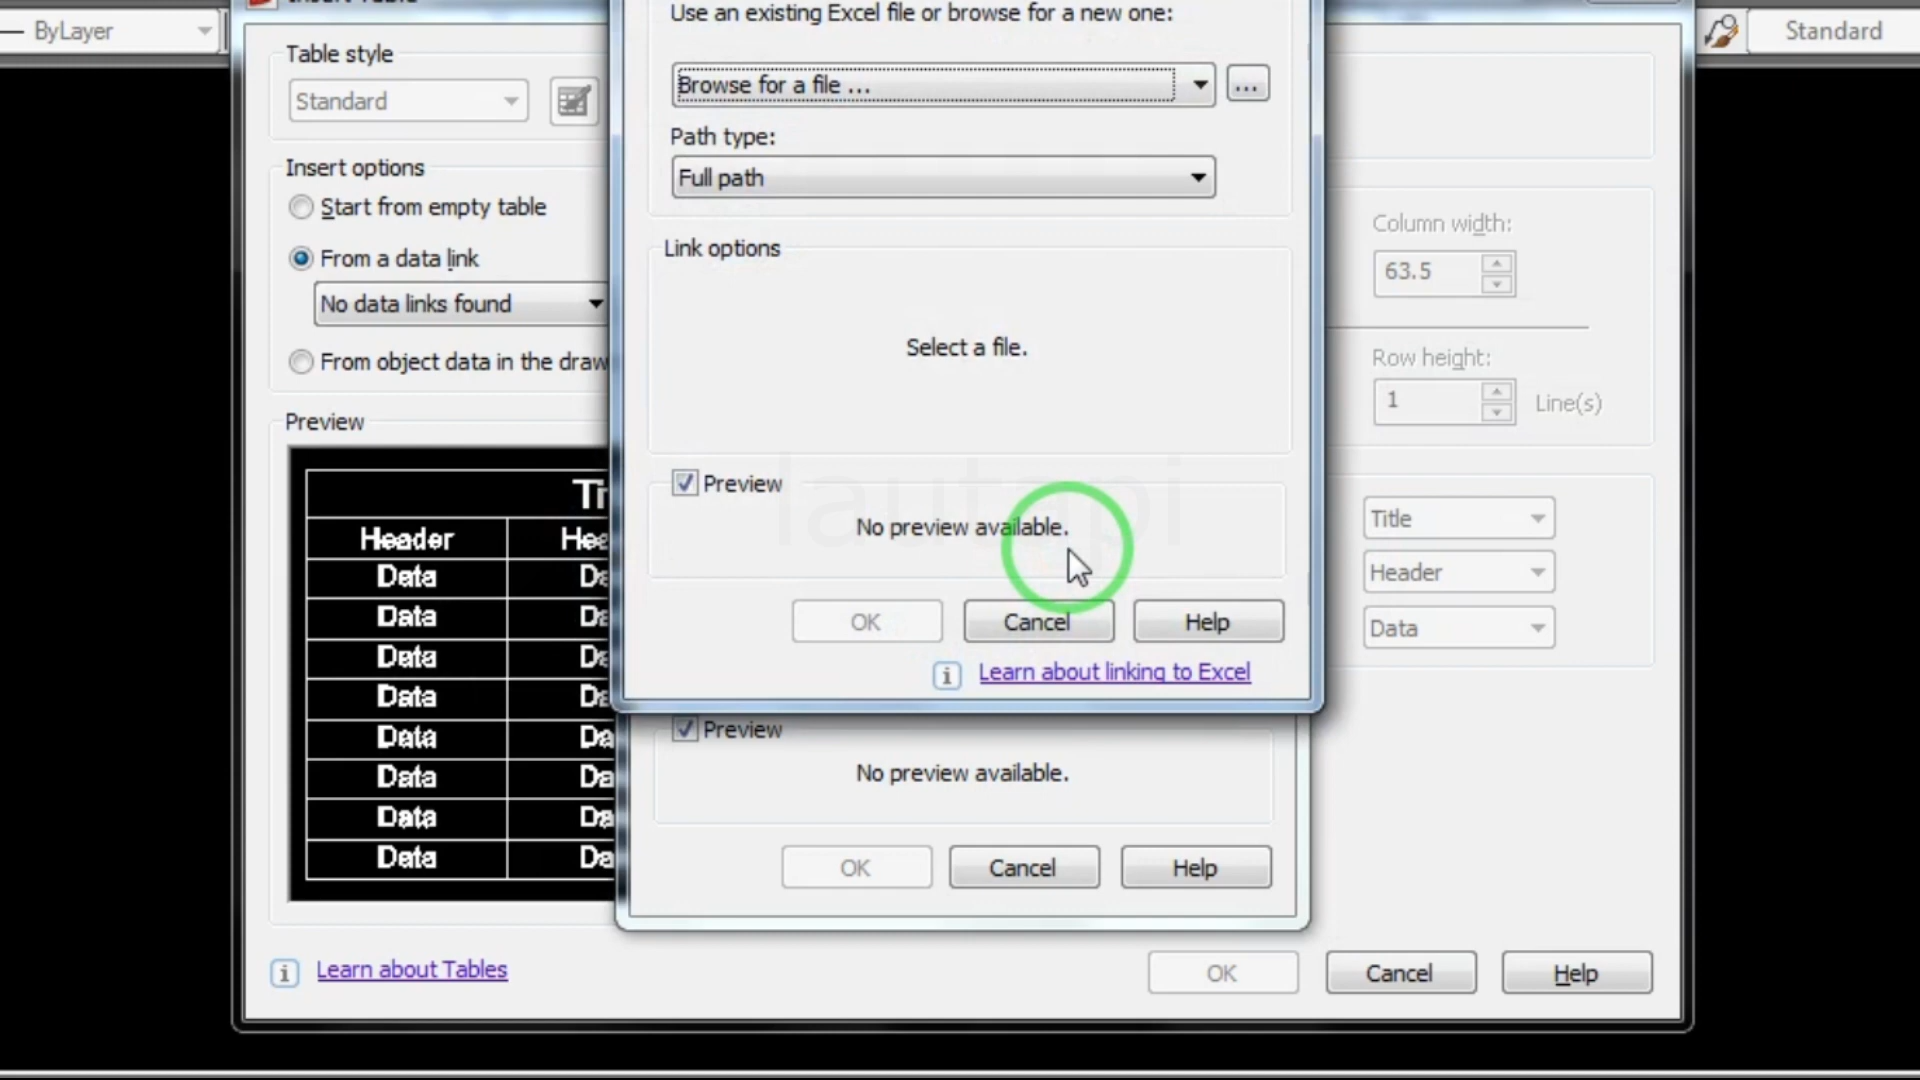 Insert Table
ByLayer
Standard
Table style
Standard
Insert options
Start from empty table
From a data link
No data links found
From object data in the draw
Preview
Header
Data
Data
Data
Data
Data
Data
Data
Data
Learn about Tables
Use an existing Excel file or browse for a new one:
Browse for a file ...
...
Path type:
Full path
Link options
Select a file.
Preview
No preview available.
lautapi
OK
Cancel
Help
Learn about linking to Excel
Preview
No preview available.
OK
Cancel
Help
Column width:
63.5
Row height:
1
Line(s)
Title
Header
Data
OK
Cancel
Help